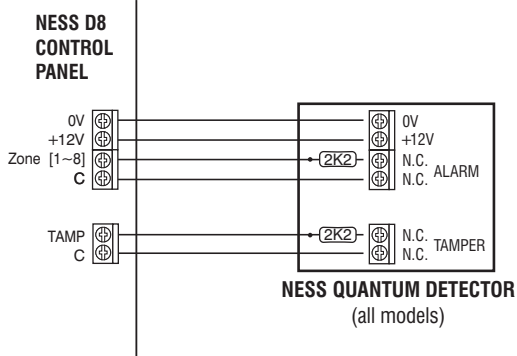 NESS D8
CONTROL
PANEL
0V
+12V
Zone [1~8]
C
TAMP
C
2K2
2K2
0V
+12V
N.C.
N.C.
ALARM
N.C.
N.C.
TAMPER
NESS QUANTUM DETECTOR
(all models)